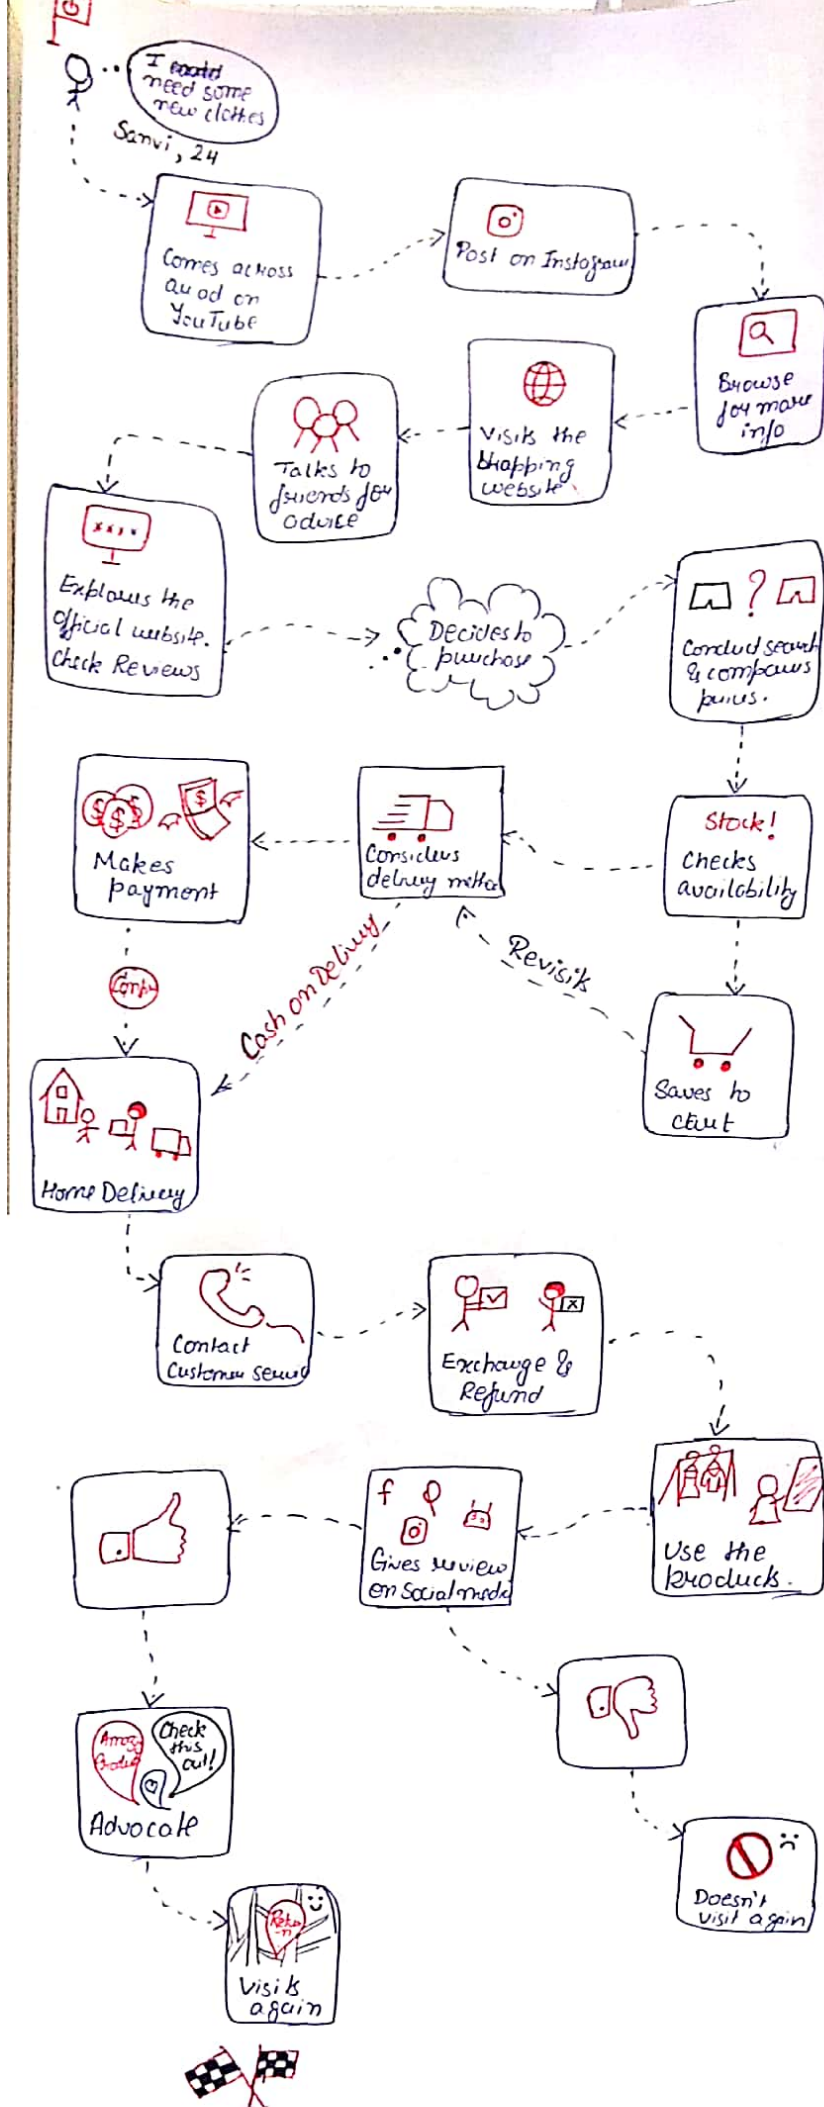 I
need some
new clothes
Sanvi, 24
Comes across
an ad on
YouTube
Post on Instagram
Browse
for more
info
Visits the
shopping
website.
Talks to
friends for
advice
Explores the
official website.
Check Reviews
Decides to
purchase
?
Conduct search
& compares
prices.
Stock!
Checks
availability
Considers
delivery method
Makes
payment
Cash on Delivery
Revisits
Saves to
cart
Home Delivery
Contact
Customer Service
Exchange &
Refund
Use the
products.
f
Gives review
on Social media
Check
this
out!
Advocate
Doesn't
visit again
Visits
again